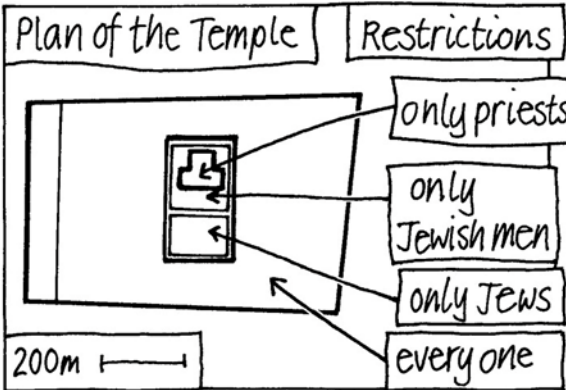 Plan of the Temple
Restrictions
only priests
only
Jewish men
only Jews
every one
200m